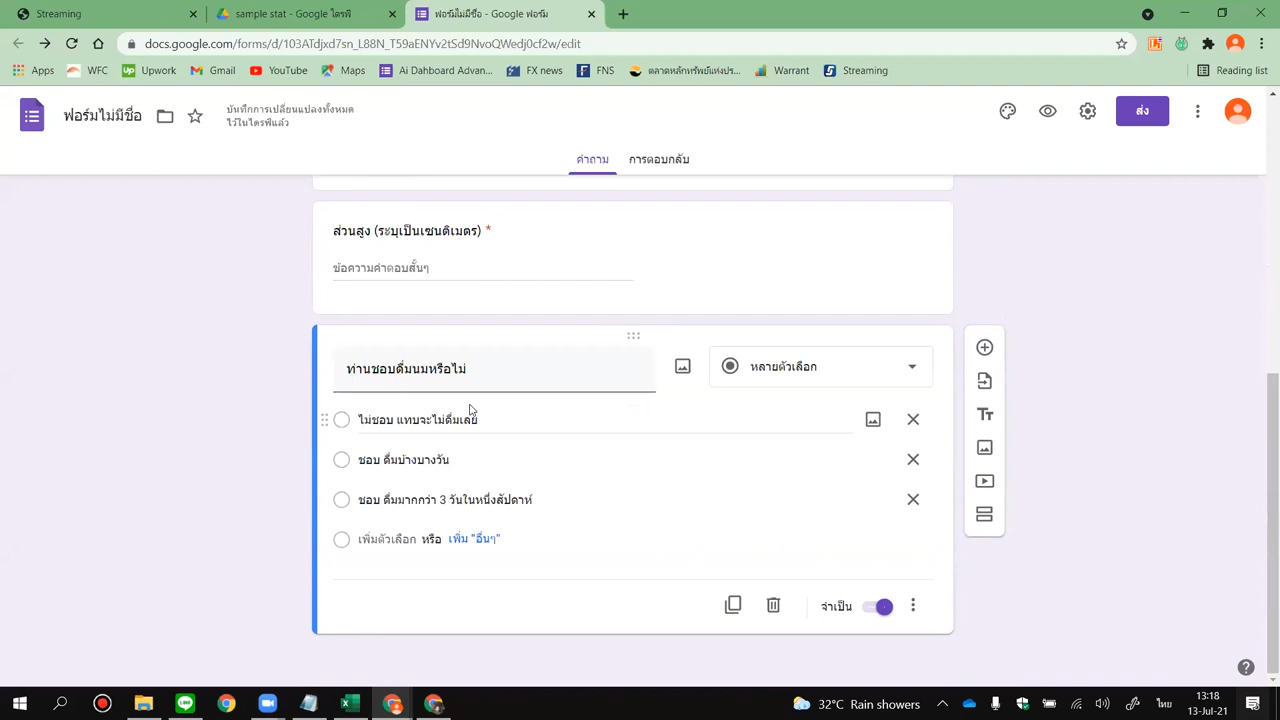 Streaming
sample stat - Google ไดรฟ์
ฟอร์มไม่มีชื่อ - Google ฟอร์ม
docs.google.com/forms/d/103ATdjxd7sn_L88N_T59aENYv2tSd9NvoQWedj0cf2w/edit
Apps
WFC
Upwork
Gmail
YouTube
Maps
Ai Dahboard Advan...
FX news
FNS
ตลาดหลักทรัพย์แห่งปร...
Warrant
Streaming
Reading list
ฟอร์มไม่มีชื่อ
บันทึกการเปลี่ยนแปลงทั้งหมด
ไว้ในไดรฟ์แล้ว
ส่ง
คำถาม
การตอบกลับ
ส่วนสูง (ระบุเป็นเซนติเมตร) *
ข้อความคำตอบสั้นๆ
ท่านชอบดื่มนมหรือไม่
หลายตัวเลือก
ไม่ชอบ แทบจะไม่ดื่มเลย
ชอบ ดื่มบ้างบางวัน
ชอบ ดื่มมากกว่า 3 วันในหนึ่งสัปดาห์
เพิ่มตัวเลือก หรือ เพิ่ม "อื่นๆ"
จำเป็น
32°C Rain showers
ไทย
13:18
13-Jul-21